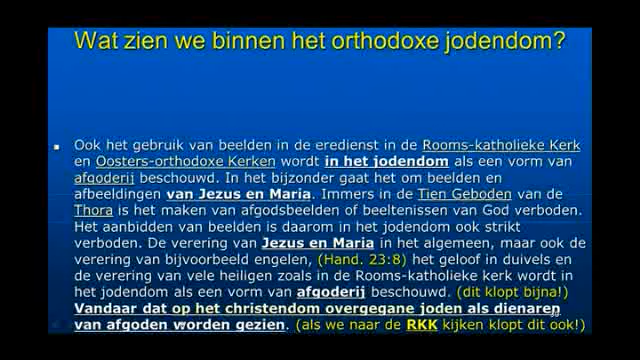 Wat zien we binnen het orthodoxe jodendom?
Ook het gebruik van beelden in de eredienst in de Rooms-katholieke Kerk
en Oosters-orthodoxe Kerken wordt in het jodendom als een vorm van
afgoderij beschouwd. In het bijzonder gaat het om beelden en
afbeeldingen van Jezus en Maria. Immers in de Tien Geboden van de
Thora is het maken van afgodsbeelden of beeltenissen van God verboden.
Het aanbidden van beelden is daarom in het jodendom ook strikt
verboden. De verering van Jezus en Maria in het algemeen, maar ook de
verering van bijvoorbeeld engelen, (Hand. 23:8) het geloof in duivels en
de verering van vele heiligen zoals in de Rooms-katholieke kerk wordt in
het jodendom als een vorm van afgoderij beschouwd. (dit klopt bijna!)
Vandaar dat op het christendom overgegane joden als dienaren
van afgoden worden gezien. (als we naar de RKK kijken klopt dit ook!)